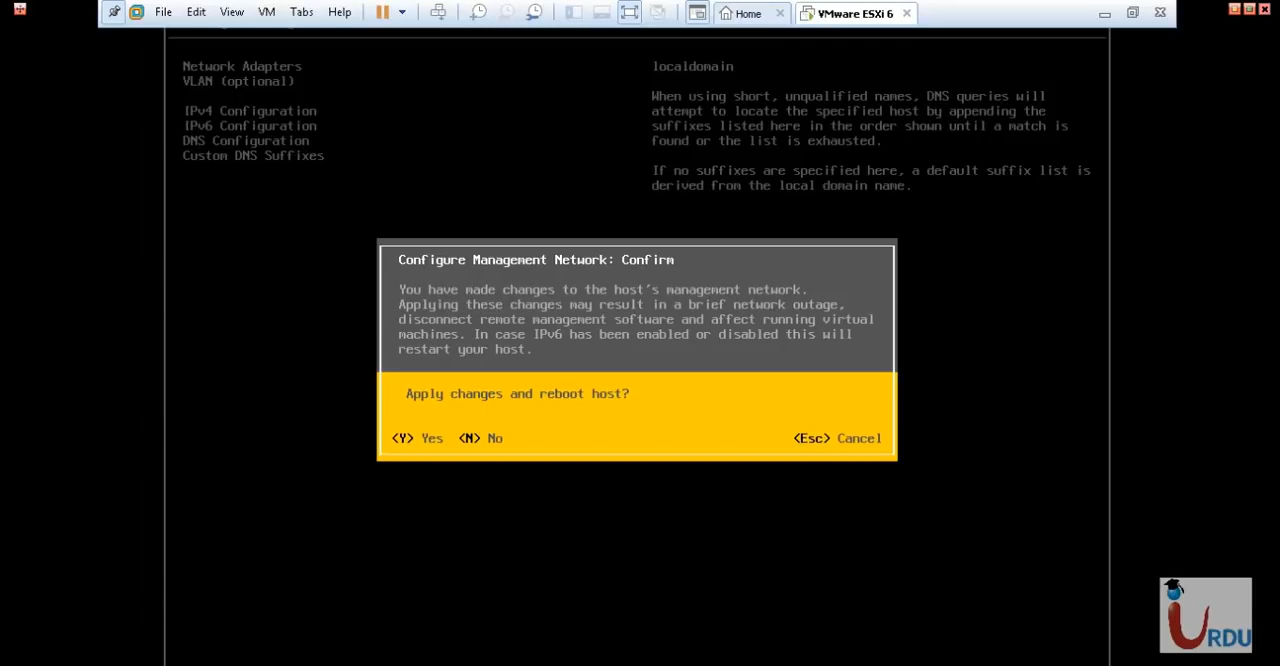 File Edit View VM Tabs Help Home VMware ESXi 6
Network Adapters
VLAN (optional)
IPv4 Configuration
IPv6 Configuration
DNS Configuration
Custom DNS Suffixes
localdomain
When using short, unqualified names, DNS queries will
attempt to locate the specified host by appending the
suffixes listed here in the order shown until a match is
found or the list is exhausted.
If no suffixes are specified here, a default suffix list is
derived from the local domain name.
Configure Management Network: Confirm
You have made changes to the host's management network.
Applying these changes may result in a brief network outage,
disconnect remote management software and affect running virtual
machines. In case IPv6 has been enabled or disabled this will
restart your host.
Apply changes and reboot host?
<Y> Yes <N> No <Esc> Cancel
iURDU